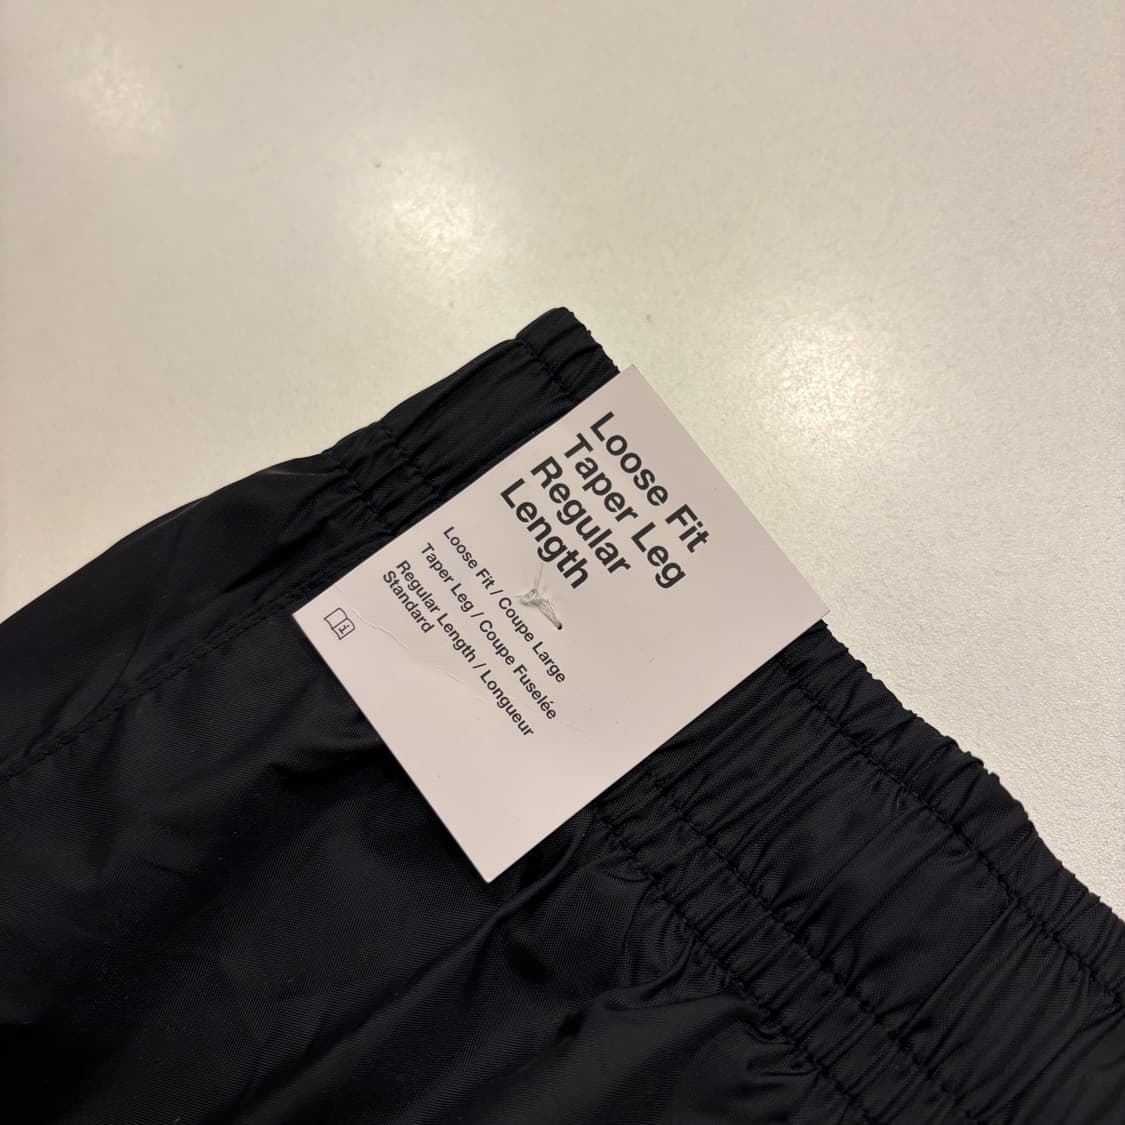 Loose Fit
Taper Leg
Regular
Length
Loose Fit / Coupe Large
Taper Leg / Coupe Fuselée
Regular Length / Longueur
Standard